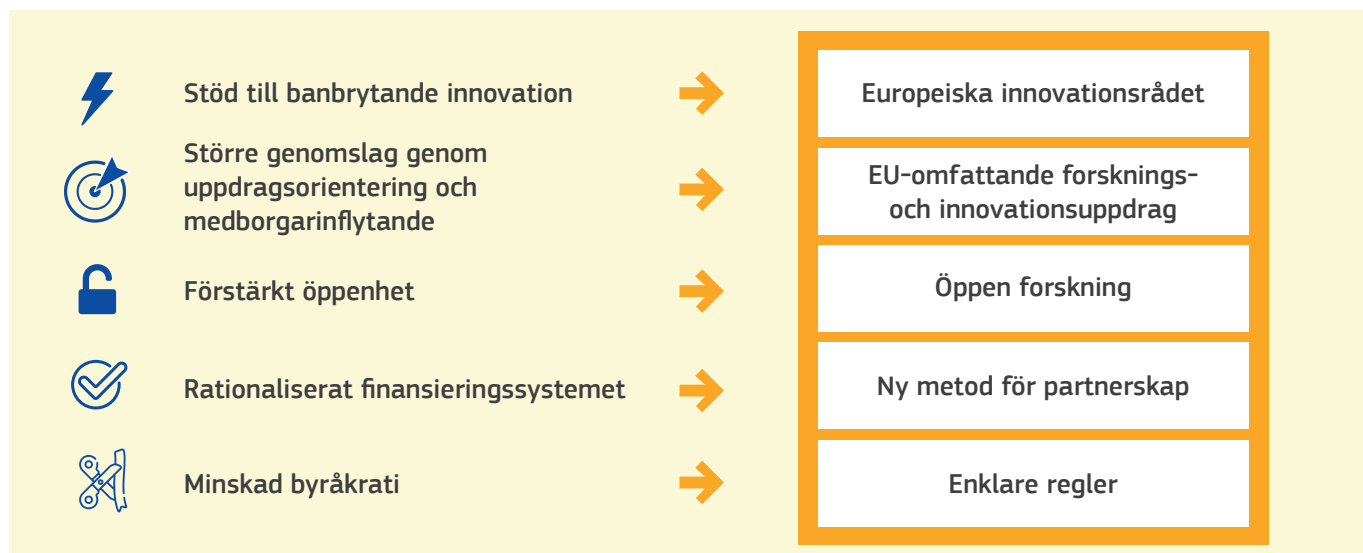 Stöd till banbrytande innovation
Europeiska innovationsrådet
Större genomslag genom
uppdragsorientering och
medborgarinflytande
EU-omfattande forsknings-
och innovationsuppdrag
Förstärkt öppenhet
Öppen forskning
Rationaliserat finansieringssystemet
Ny metod för partnerskap
Minskad byråkrati
Enklare regler